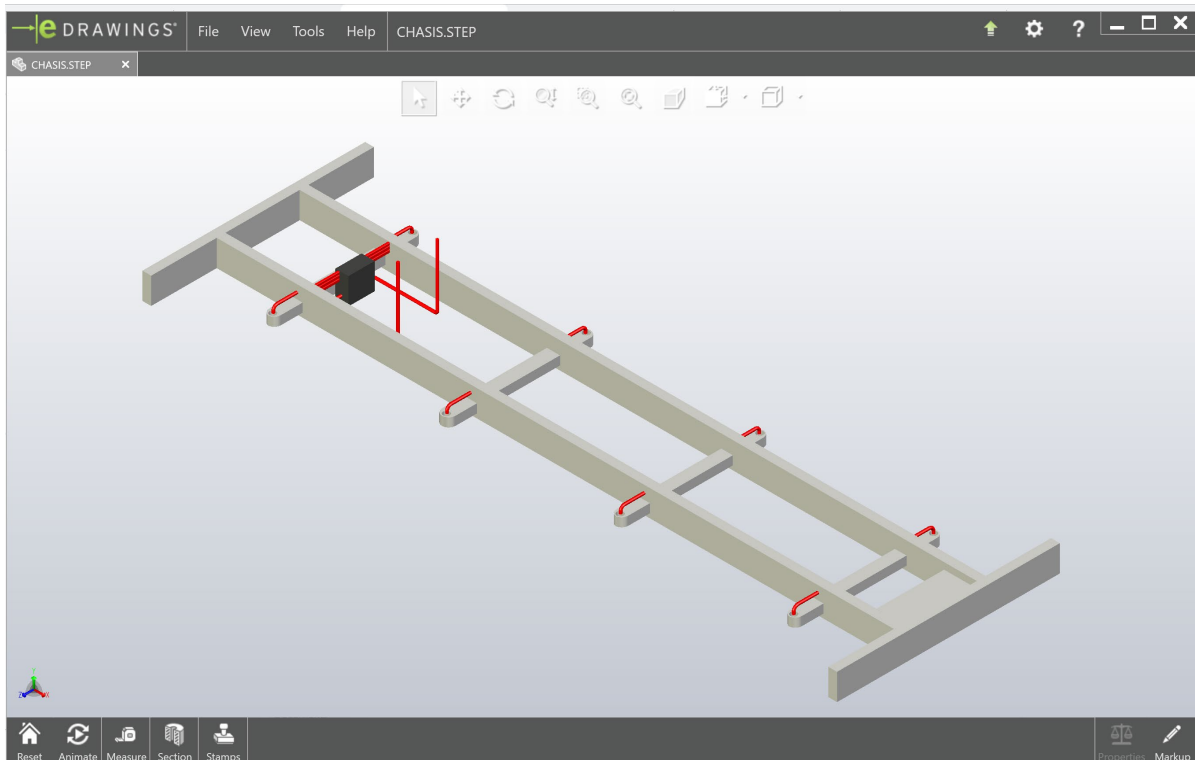 eDRAWINGS® File View Tools Help CHASIS.STEP ?
CHASIS.STEP
Y
Z X
Reset Animate Measure Section Stamps Properties Markup